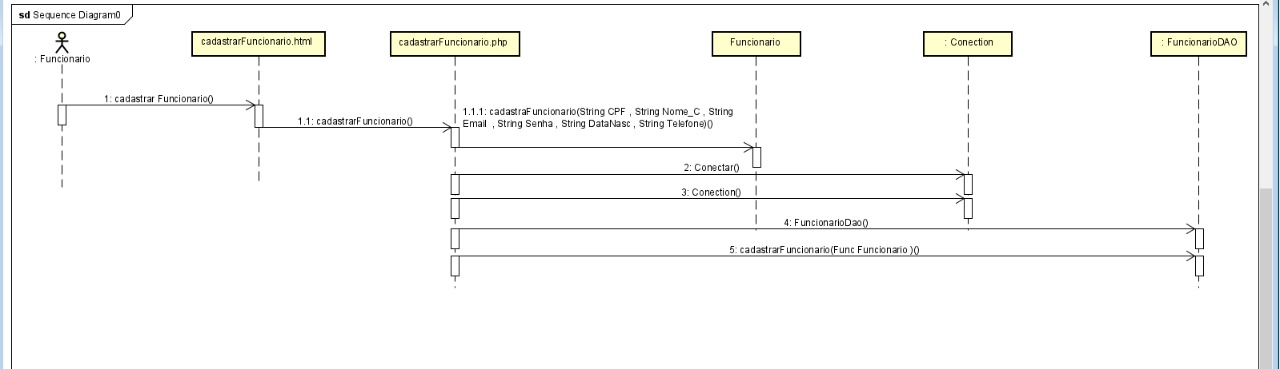 sd Sequence Diagram0
: Funcionario
cadastrarFuncionario.html
cadastrarFuncionario.php
Funcionario
: Conection
: FuncionarioDAO
1: cadastrar Funcionario()
1.1: cadastrarFuncionario()
1.1.1: cadastraFuncionario(String CPF , String Nome_C , String
Email , String Senha , String DataNasc , String Telefone)()
2: Conectar()
3: Conection()
4: FuncionarioDao()
5: cadastrarFuncionario(Func Funcionario )()